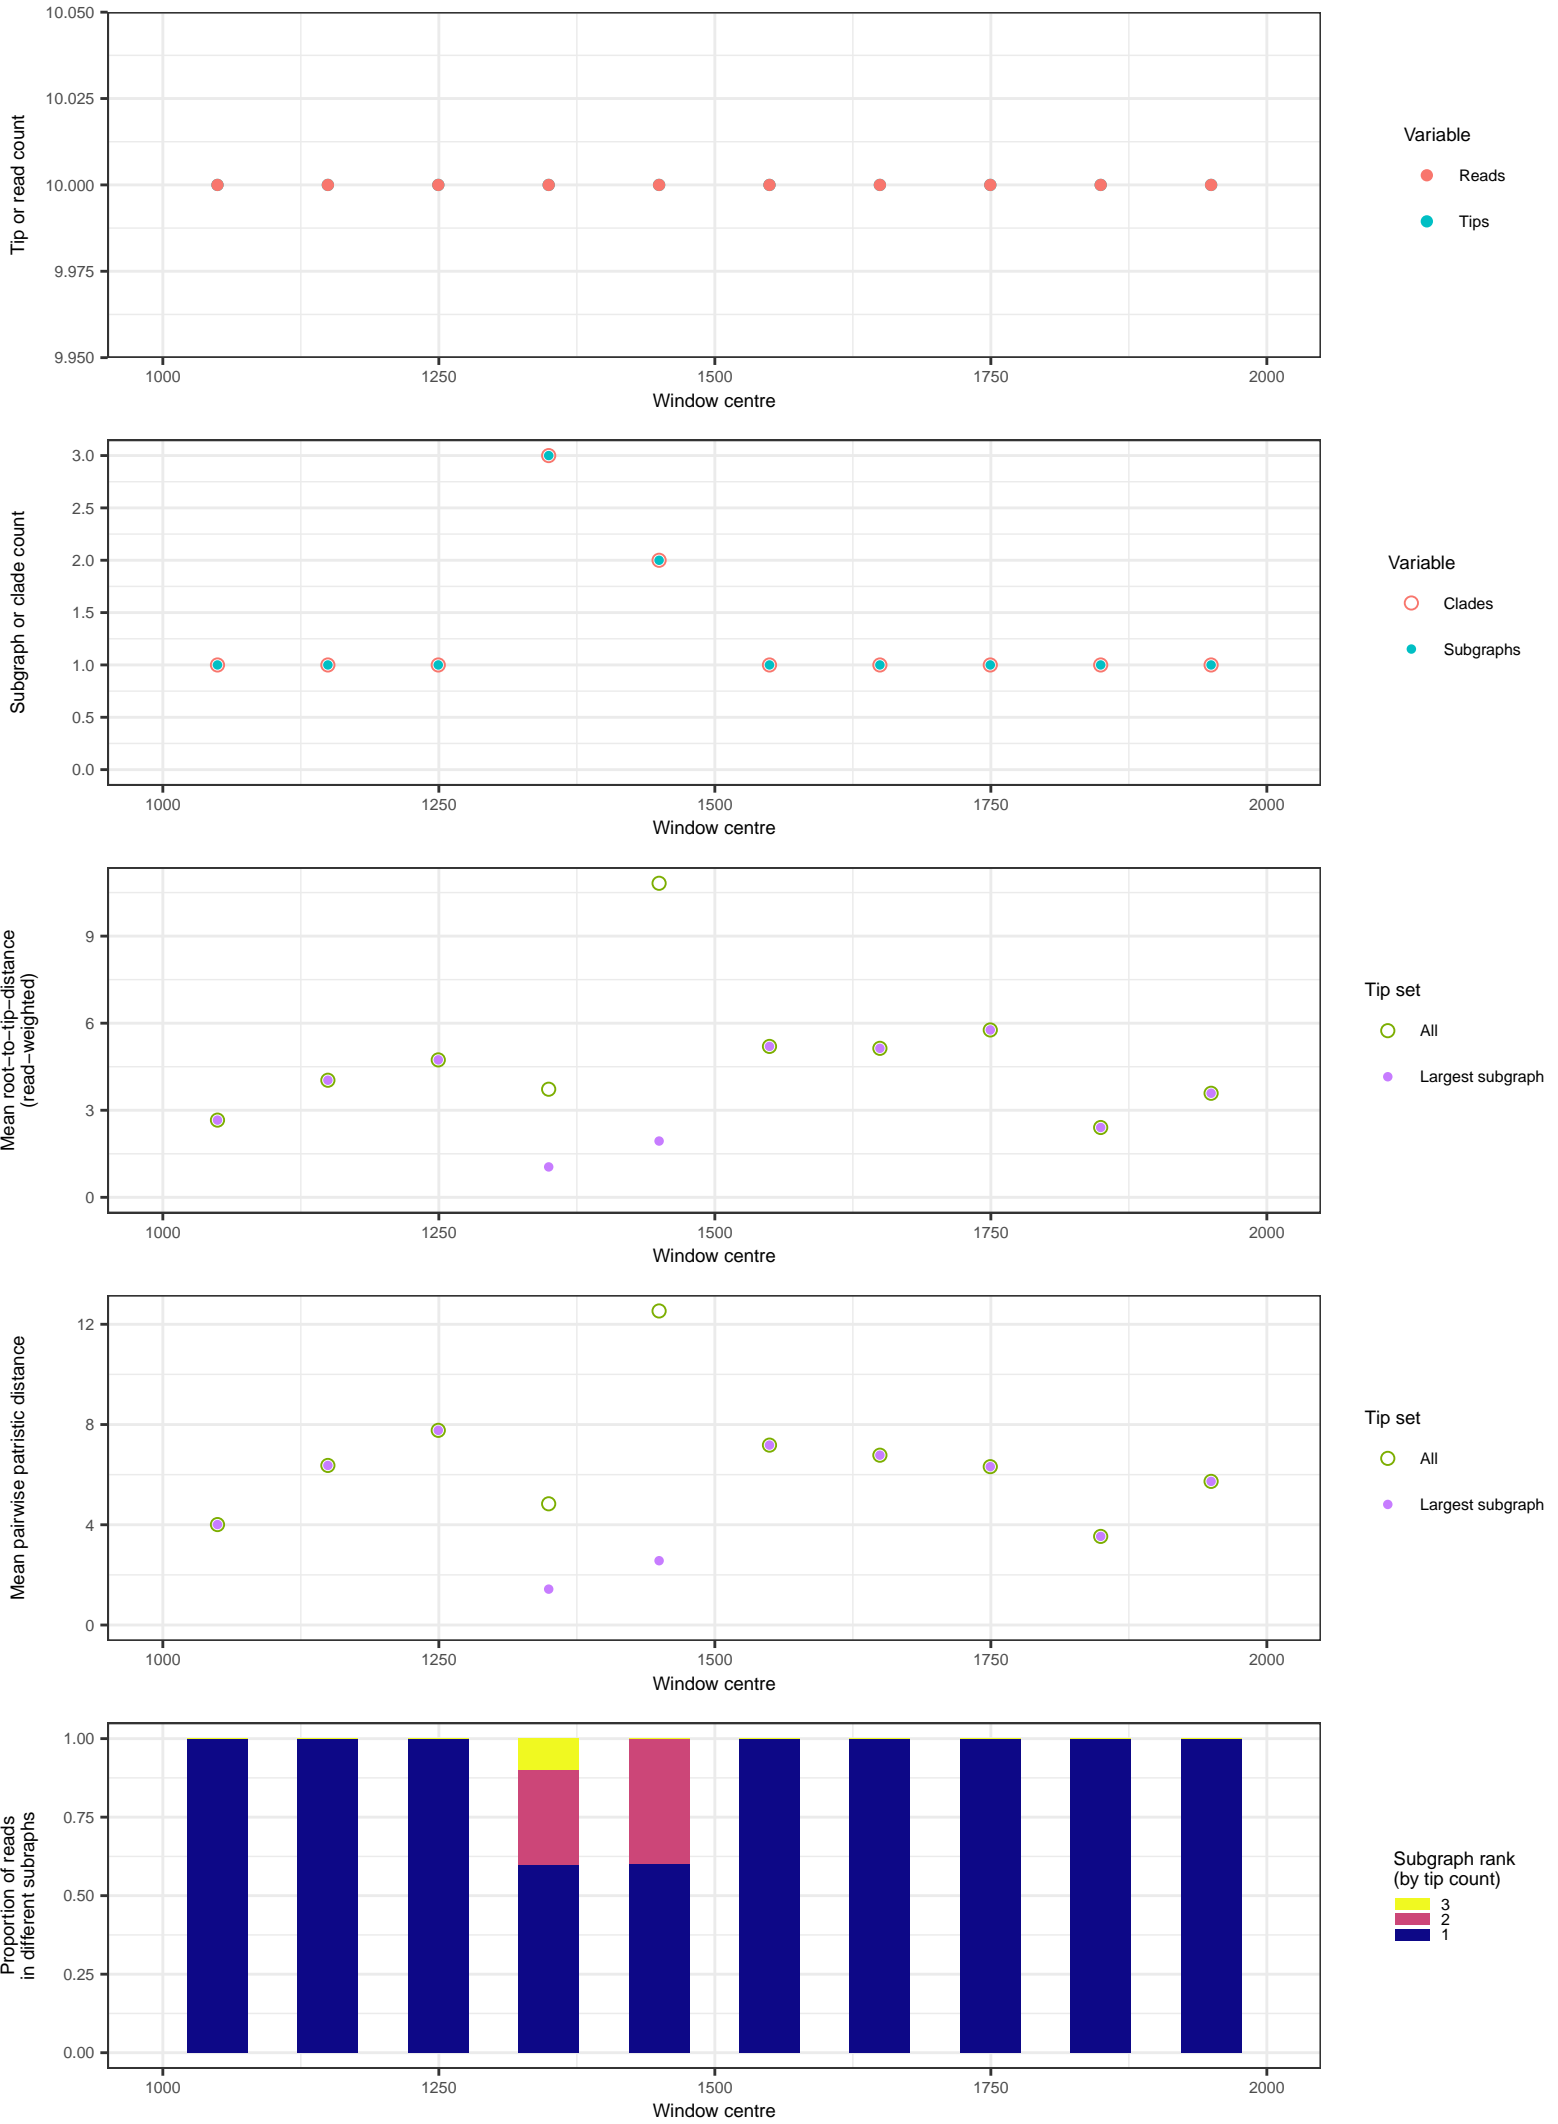 10.050
10.025
10.000
9.975
9.950
Tip or read count
1000 1250 1500 1750 2000
Window centre
Variable
Reads
Tips
3.0
2.5
2.0
1.5
1.0
0.5
0.0
Subgraph or clade count
1000 1250 1500 1750 2000
Window centre
Variable
Clades
Subgraphs
9
6
3
0
Mean root−to−tip−distance
(read−weighted)
1000 1250 1500 1750 2000
Window centre
Tip set
All
Largest subgraph
12
8
4
0
Mean pairwise patristic distance
1000 1250 1500 1750 2000
Window centre
Tip set
All
Largest subgraph
1.00
0.75
0.50
0.25
0.00
Proportion of reads
in different subraphs
1000 1250 1500 1750 2000
Window centre
Subgraph rank
(by tip count)
3
2
1